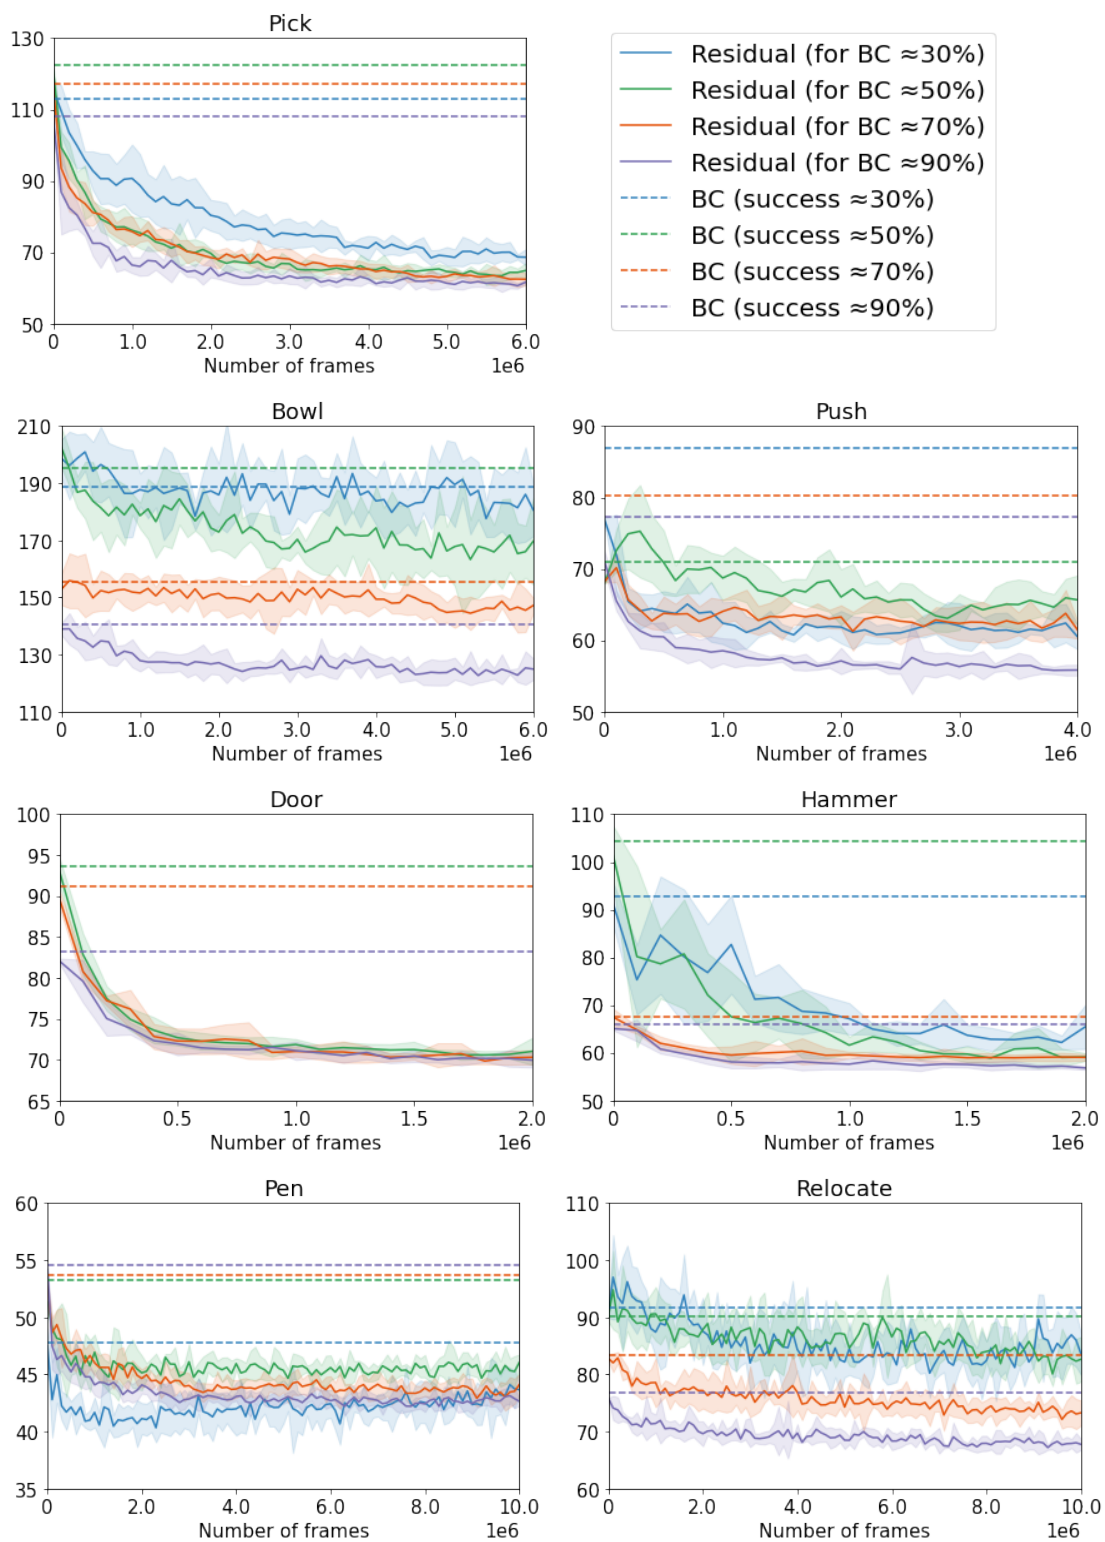 Pick
130
110
90
70
50
0 1.0 2.0 3.0 4.0 5.0 6.0
Number of frames 1e6
Residual (for BC ≈30%)
Residual (for BC ≈50%)
Residual (for BC ≈70%)
Residual (for BC ≈90%)
BC (success ≈30%)
BC (success ≈50%)
BC (success ≈70%)
BC (success ≈90%)
Bowl
210
190
170
150
130
110
0 1.0 2.0 3.0 4.0 5.0 6.0
Number of frames 1e6
Push
90
80
70
60
50
0 1.0 2.0 3.0 4.0
Number of frames 1e6
Door
100
95
90
85
80
75
70
65
0 0.5 1.0 1.5 2.0
Number of frames 1e6
Hammer
110
100
90
80
70
60
50
0 0.5 1.0 1.5 2.0
Number of frames 1e6
Pen
60
55
50
45
40
35
0 2.0 4.0 6.0 8.0 10.0
Number of frames 1e6
Relocate
110
100
90
80
70
60
0 2.0 4.0 6.0 8.0 10.0
Number of frames 1e6